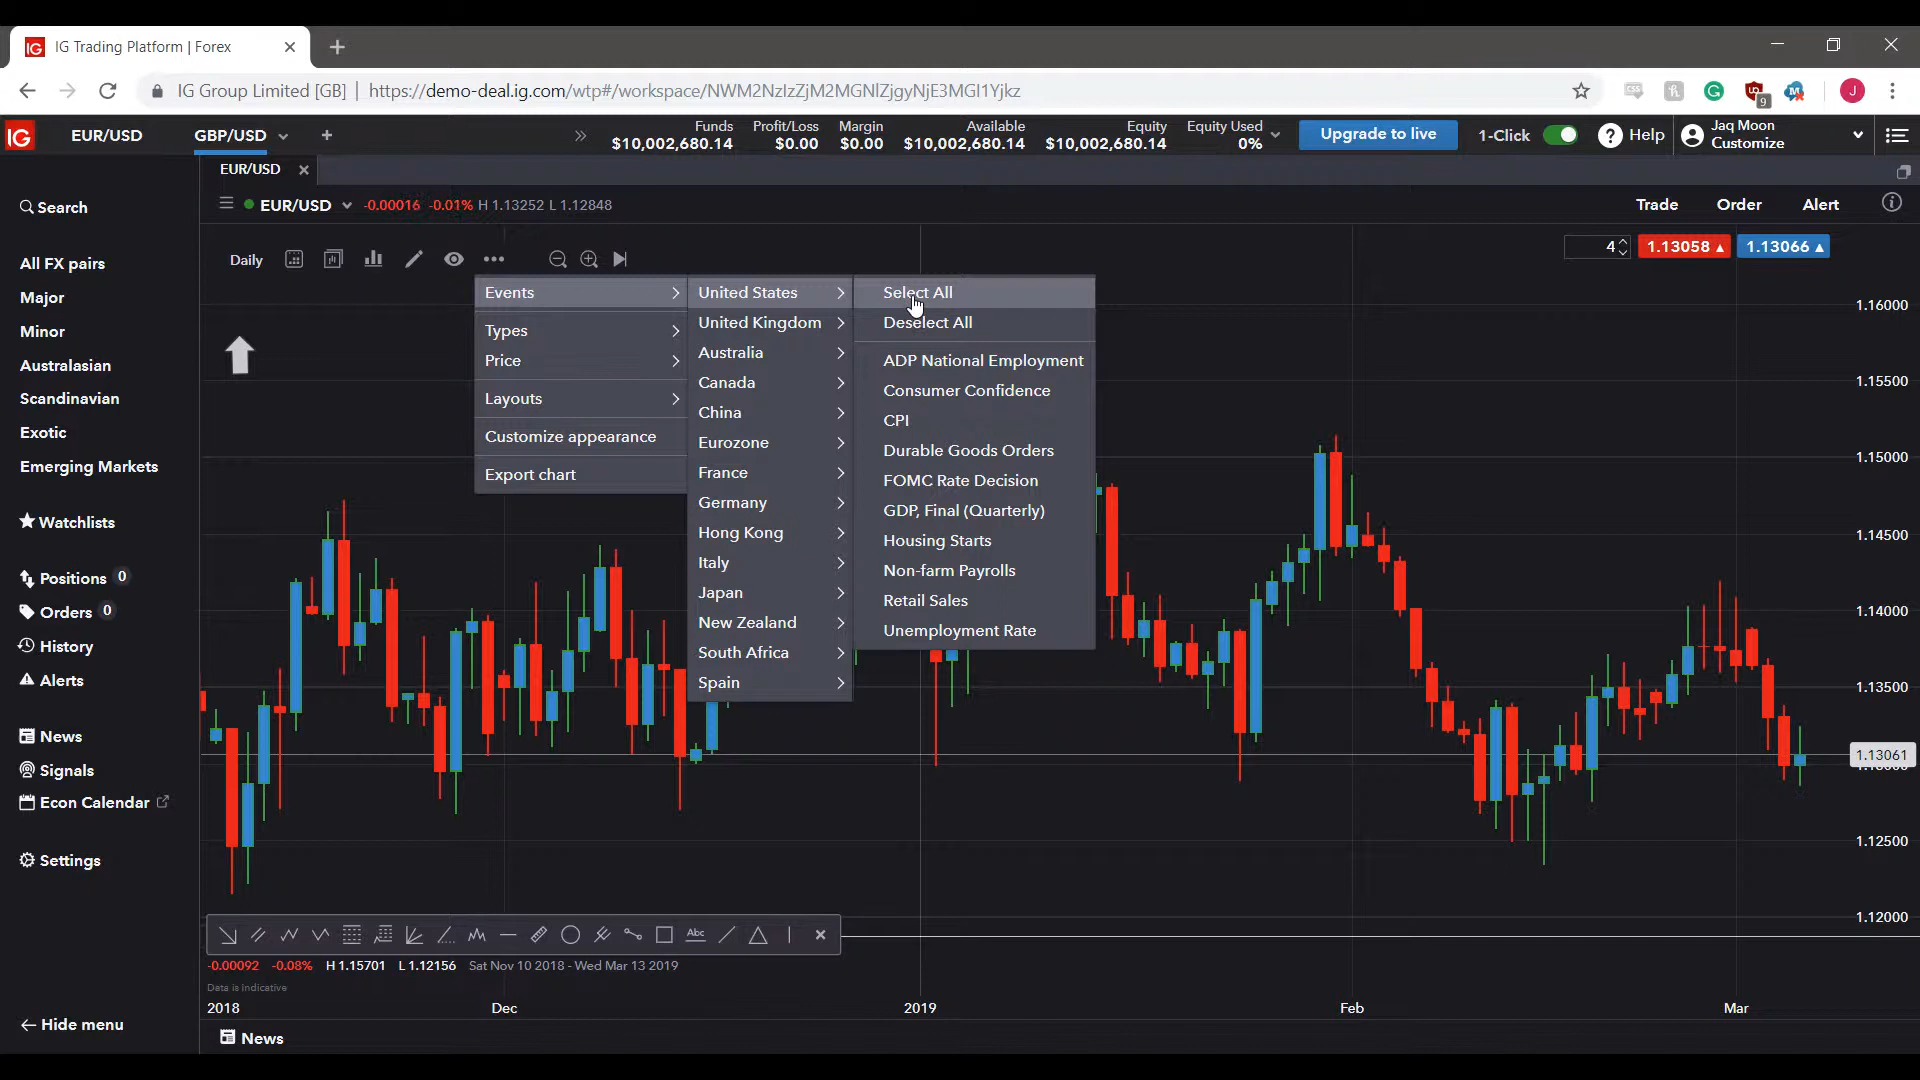 IG Trading Platform | Forex
IG Group Limited [GB] | https://demo-deal.ig.com/wtp#/workspace/NWM2NzIzZjM2MGNlZjgyNjE3MGI1Yjkz
9
J
IG
EUR/USD
GBP/USD
Funds
$10,002,680.14
Profit/Loss
$0.00
Margin
$0.00
Available
$10,002,680.14
Equity
$10,002,680.14
Equity Used
0%
Upgrade to live
1-Click
Help
Jaq Moon
Customize
EUR/USD
EUR/USD -0.00016 -0.01% H 1.13252 L 1.12848
Trade
Order
Alert
Search
All FX pairs
Major
Minor
Australasian
Scandinavian
Exotic
Emerging Markets
Watchlists
Positions 0
Orders 0
History
Alerts
News
Signals
Econ Calendar
Settings
Hide menu
Daily
4
1.13058
1.13066
Events
Types
Price
Layouts
Customize appearance
Export chart
United States
United Kingdom
Australia
Canada
China
Eurozone
France
Germany
Hong Kong
Italy
Japan
New Zealand
South Africa
Spain
Select All
Deselect All
ADP National Employment
Consumer Confidence
CPI
Durable Goods Orders
FOMC Rate Decision
GDP, Final (Quarterly)
Housing Starts
Non-farm Payrolls
Retail Sales
Unemployment Rate
1.16000
1.15500
1.15000
1.14500
1.14000
1.13500
1.13061
1.12500
1.12000
Abc
-0.00092 -0.08% H 1.15701 L 1.12156 Sat Nov 10 2018 - Wed Mar 13 2019
Data is Indicative
2018
Dec
2019
Feb
Mar
News